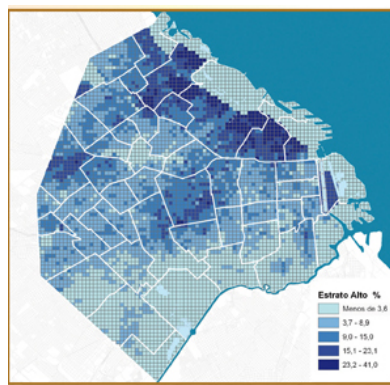 Estrato Alto %
Menos de 3,6
3,7 - 8,9
9,0 - 15,0
15,1 - 23,1
23,2 - 41,0